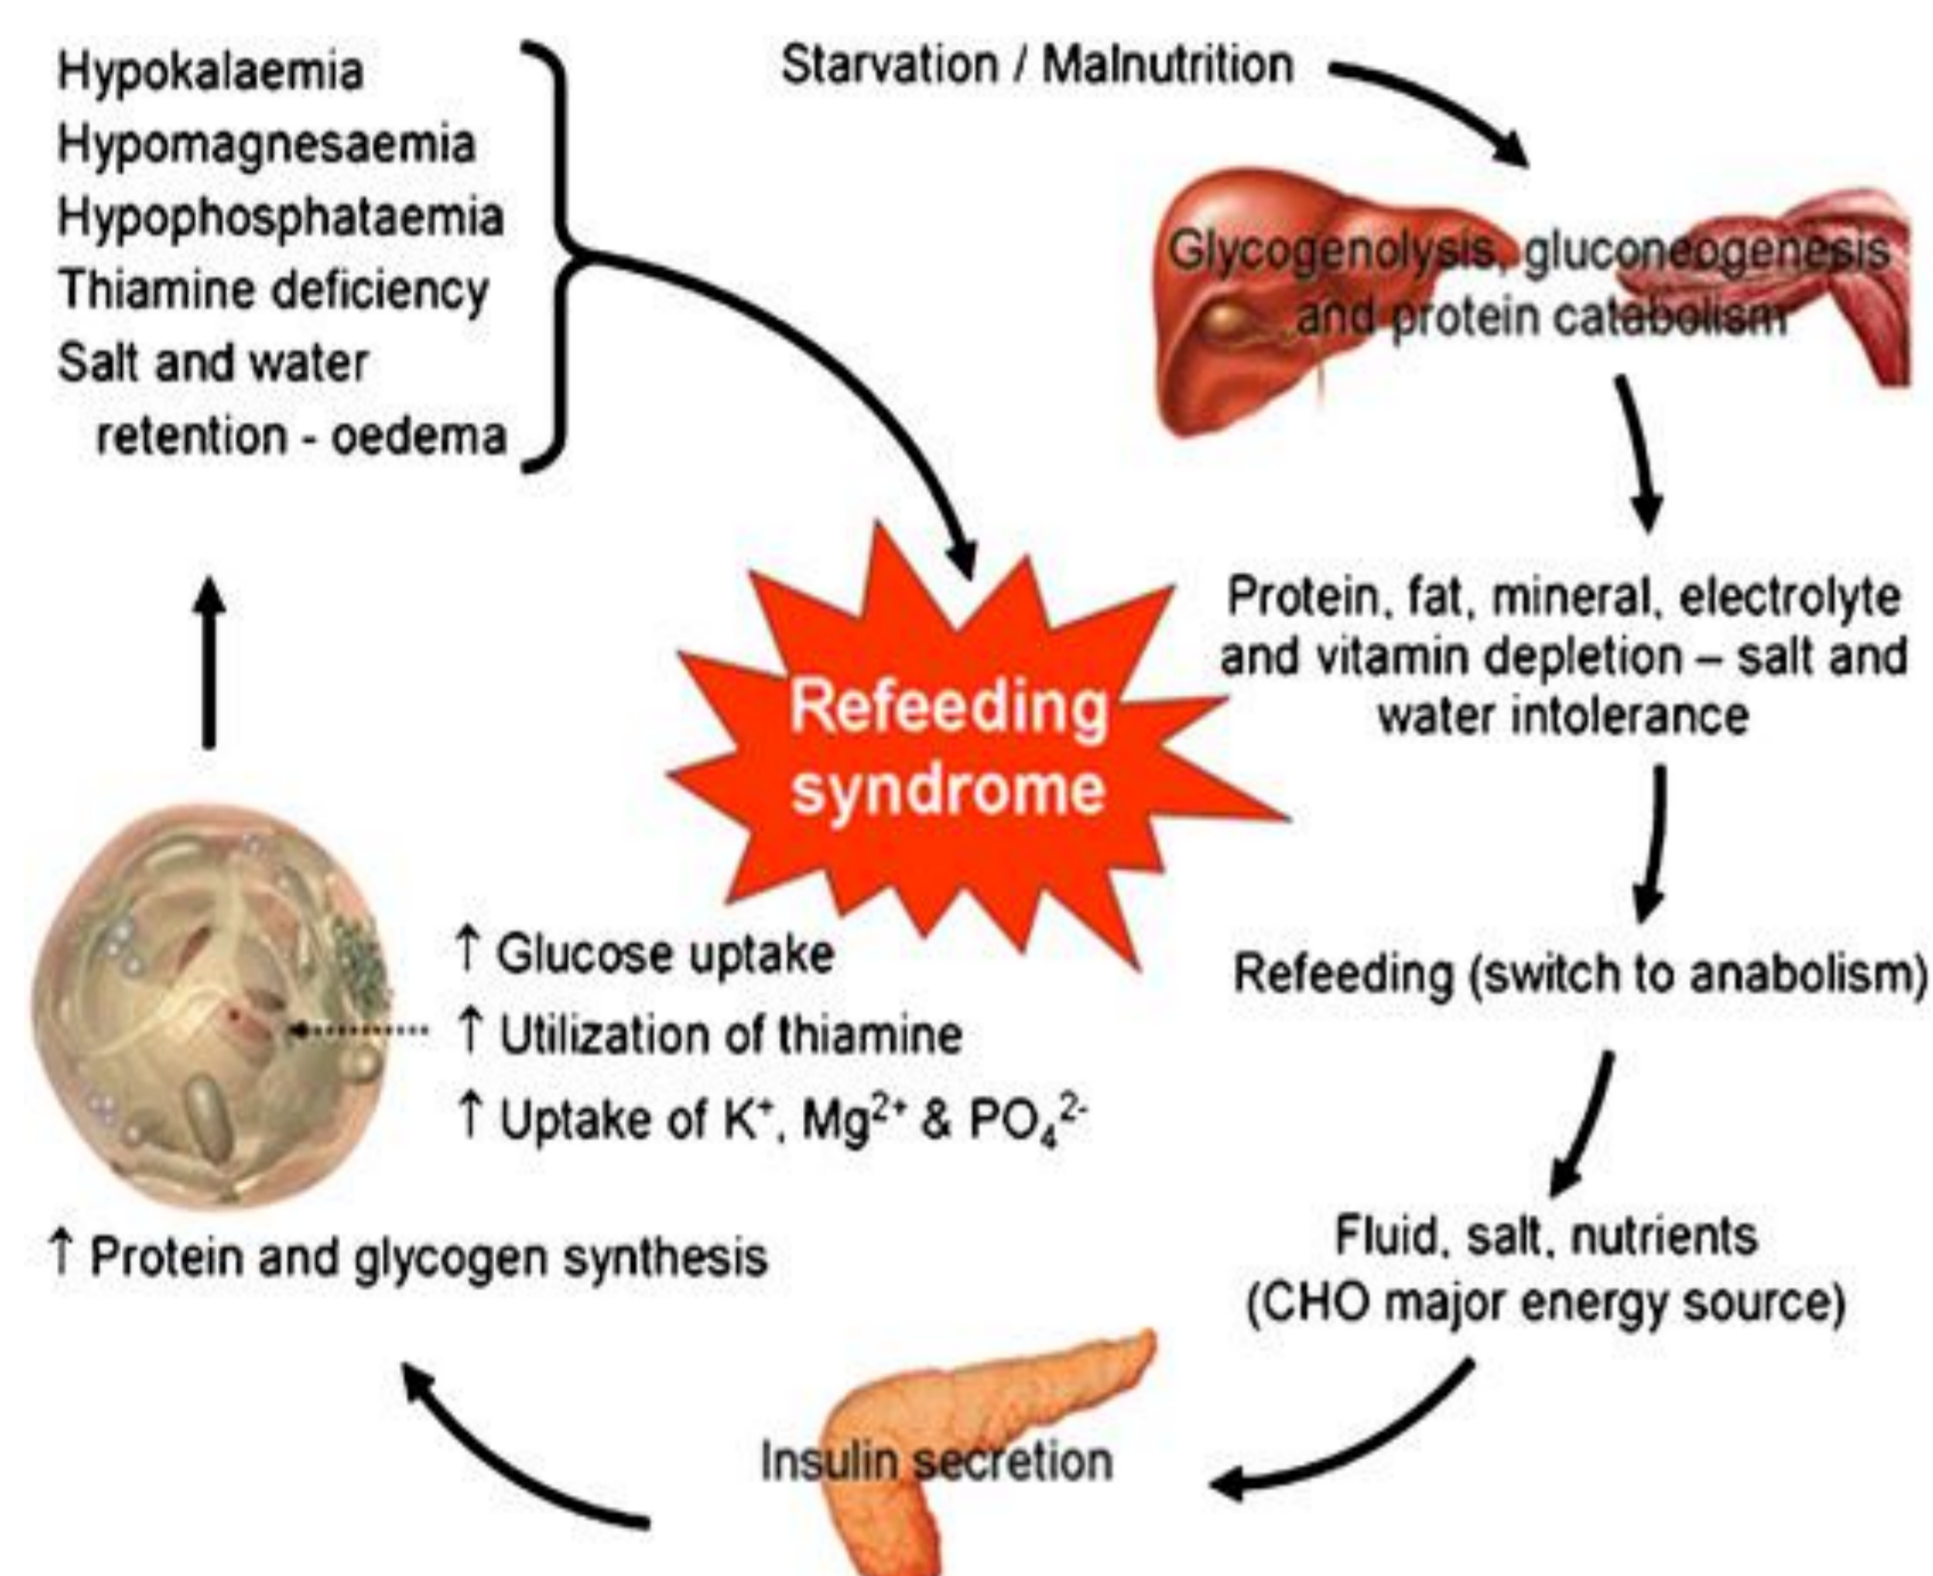 Hypokalaemia
Hypomagnesaemia
Hypophosphataemia
Thiamine deficiency
Salt and water
retention - oedema
Starvation / Malnutrition
Glycogenolysis, gluconeogenesis
and protein catabolism
Protein, fat, mineral, electrolyte
and vitamin depletion – salt and
water intolerance
Refeeding (switch to anabolism)
Fluid, salt, nutrients
(CHO major energy source)
Insulin secretion
↑ Protein and glycogen synthesis
↑ Glucose uptake
↑ Utilization of thiamine
↑ Uptake of K⁺, Mg²⁺ & PO₄²⁻
Refeeding
syndrome